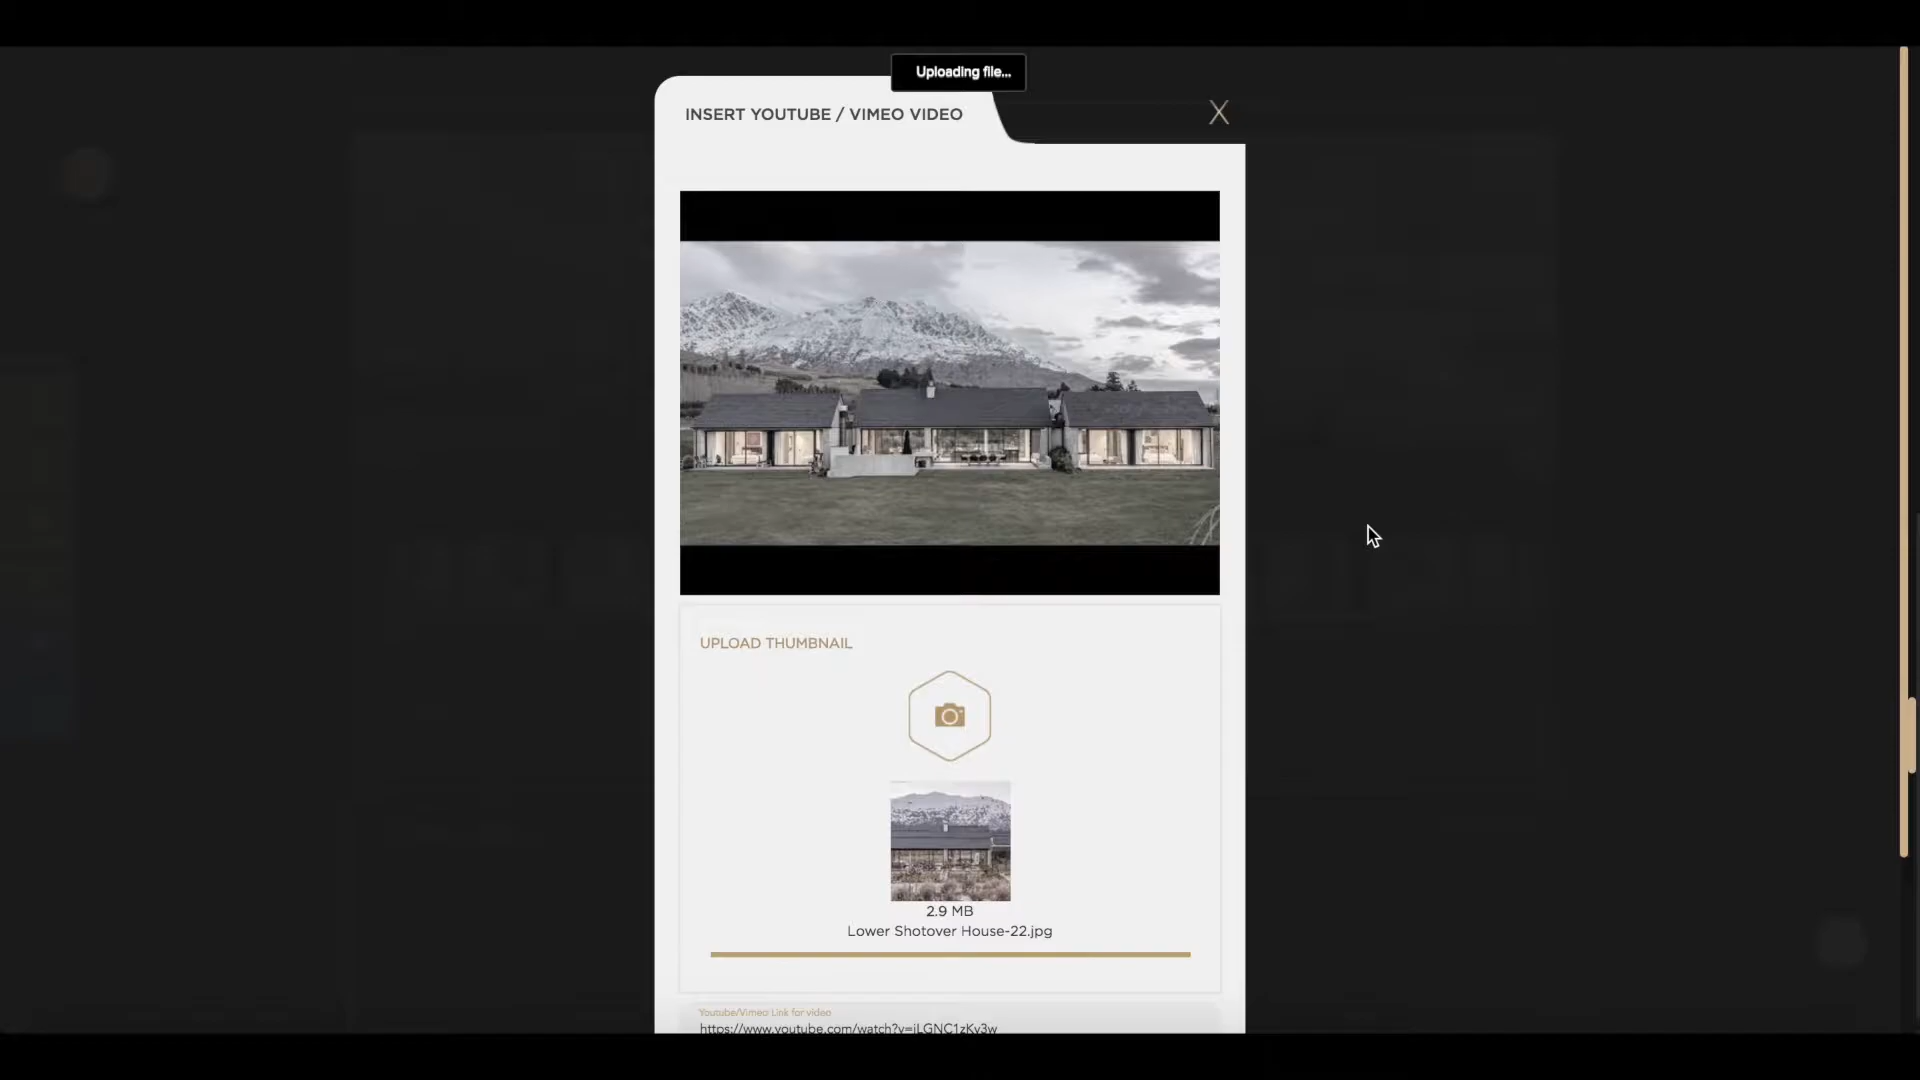 Uploading file...
INSERT YOUTUBE / VIMEO VIDEO
X
UPLOAD THUMBNAIL
2.9 MB
Lower Shotover House-22.jpg
Youtube/Vimeo Link for video
https://www.youtube.com/watch?v=jLGNC1zKv3w